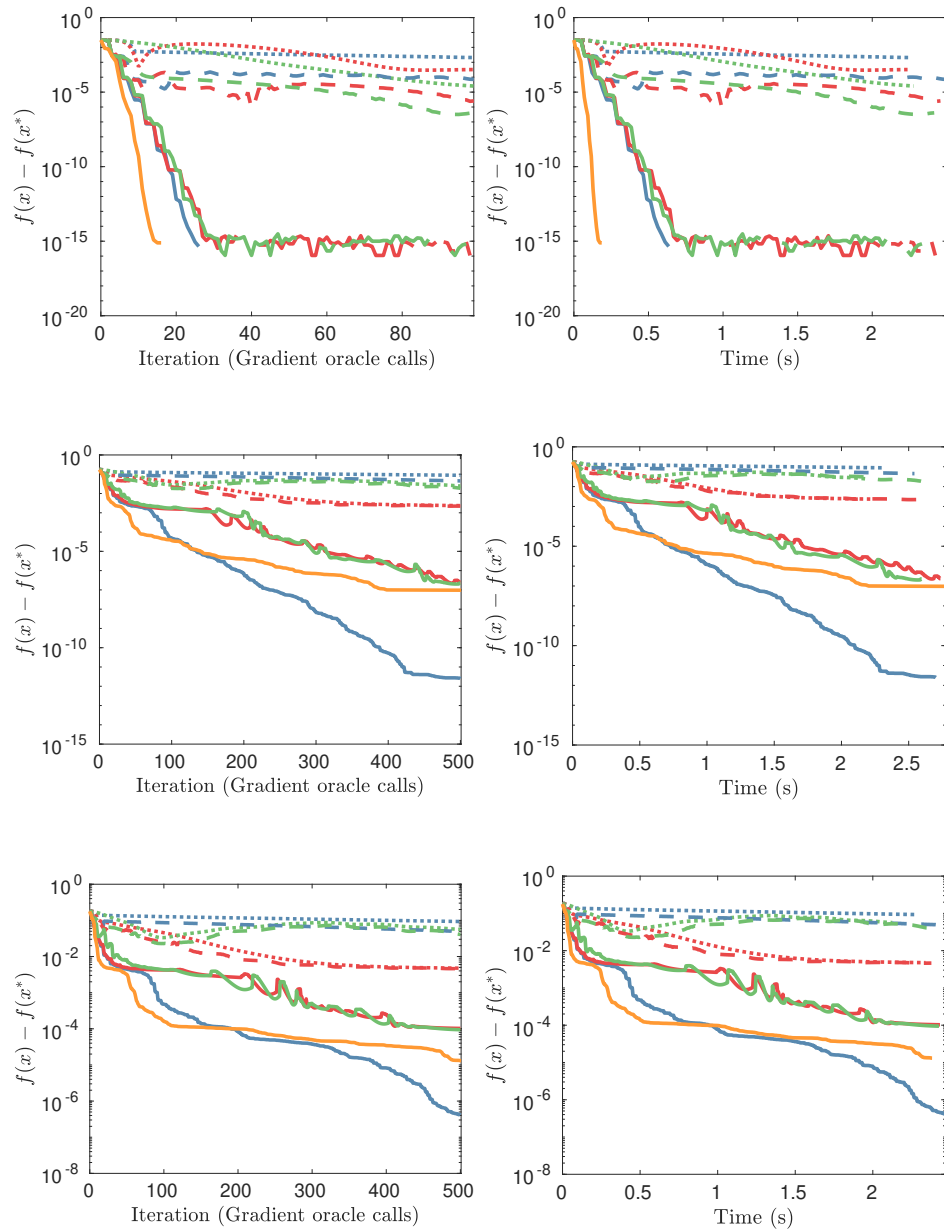 10^0
10^-5
10^-10
10^-15
10^-20
f(x) − f(x*)
0 20 40 60 80
Iteration (Gradient oracle calls)
10^0
10^-5
10^-10
10^-15
10^-20
f(x) − f(x*)
0 0.5 1 1.5 2
Time (s)
10^0
10^-5
10^-10
10^-15
f(x) − f(x*)
0 100 200 300 400 500
Iteration (Gradient oracle calls)
10^0
10^-5
10^-10
10^-15
f(x) − f(x*)
0 0.5 1 1.5 2 2.5
Time (s)
10^0
10^-2
10^-4
10^-6
10^-8
f(x) − f(x*)
0 100 200 300 400 500
Iteration (Gradient oracle calls)
10^0
10^-2
10^-4
10^-6
10^-8
f(x) − f(x*)
0 0.5 1 1.5 2
Time (s)